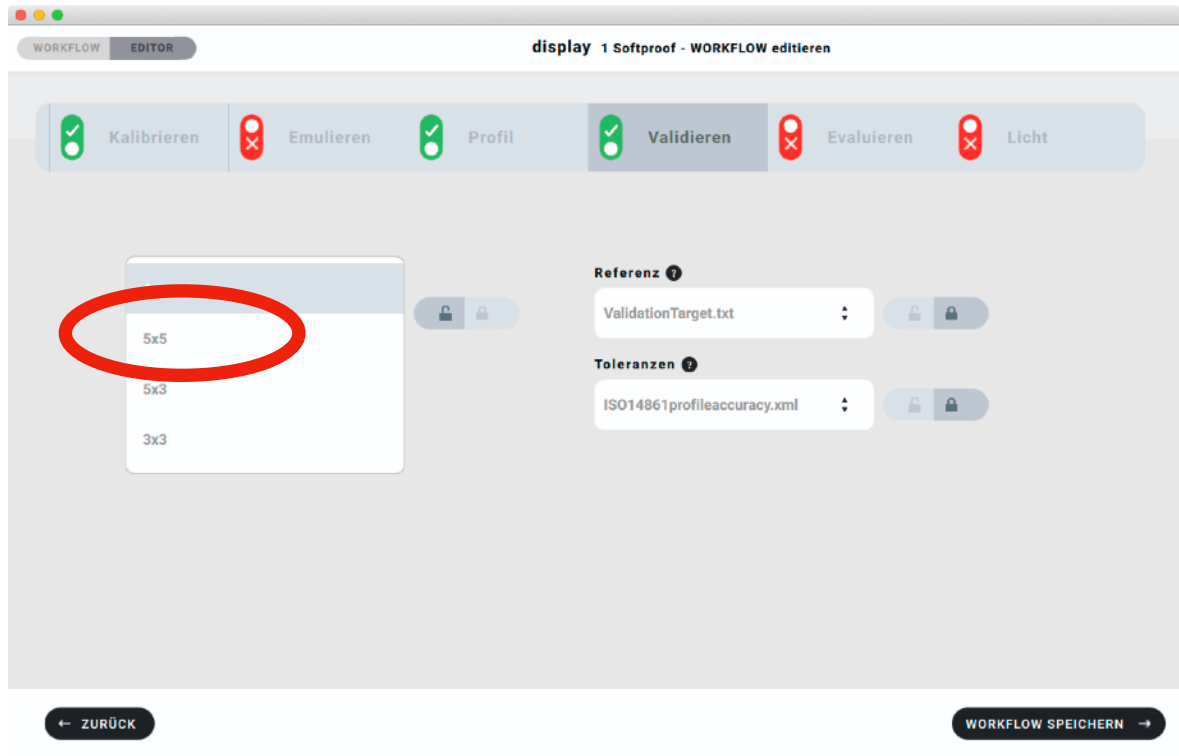 WORKFLOW EDITOR
display 1 Softproof - WORKFLOW editieren
Kalibrieren Emulieren Profil Validieren Evaluieren Licht
Referenz ?
ValidationTarget.txt
5x5
Toleranzen ?
5x3
ISO14861profileaccuracy.xml
3x3
← ZURÜCK
WORKFLOW SPEICHERN →